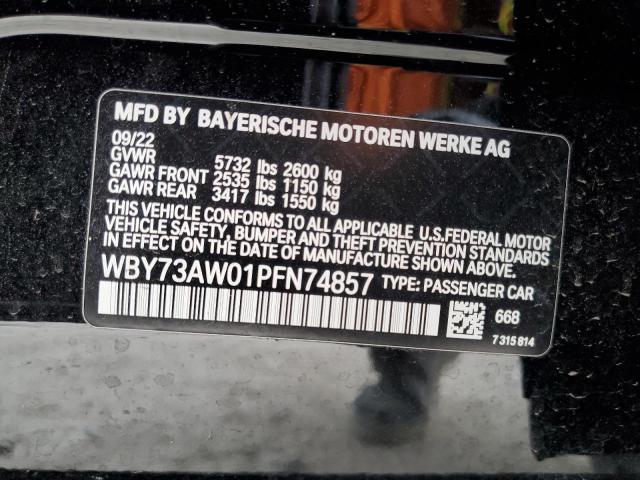 MFD BY BAYERISCHE MOTOREN WERKE AG
09/22
GVWR 5732 lbs 2600 kg
GAWR FRONT 2535 lbs 1150 kg
GAWR REAR 3417 lbs 1550 kg
THIS VEHICLE CONFORMS TO ALL APPLICABLE U.S.FEDERAL MOTOR
VEHICLE SAFETY, BUMPER AND THEFT PREVENTION STANDARDS
IN EFFECT ON THE DATE OF MANUFACTURE SHOWN ABOVE.
WBY73AW01PFN74857 TYPE: PASSENGER CAR
668
7 315 814